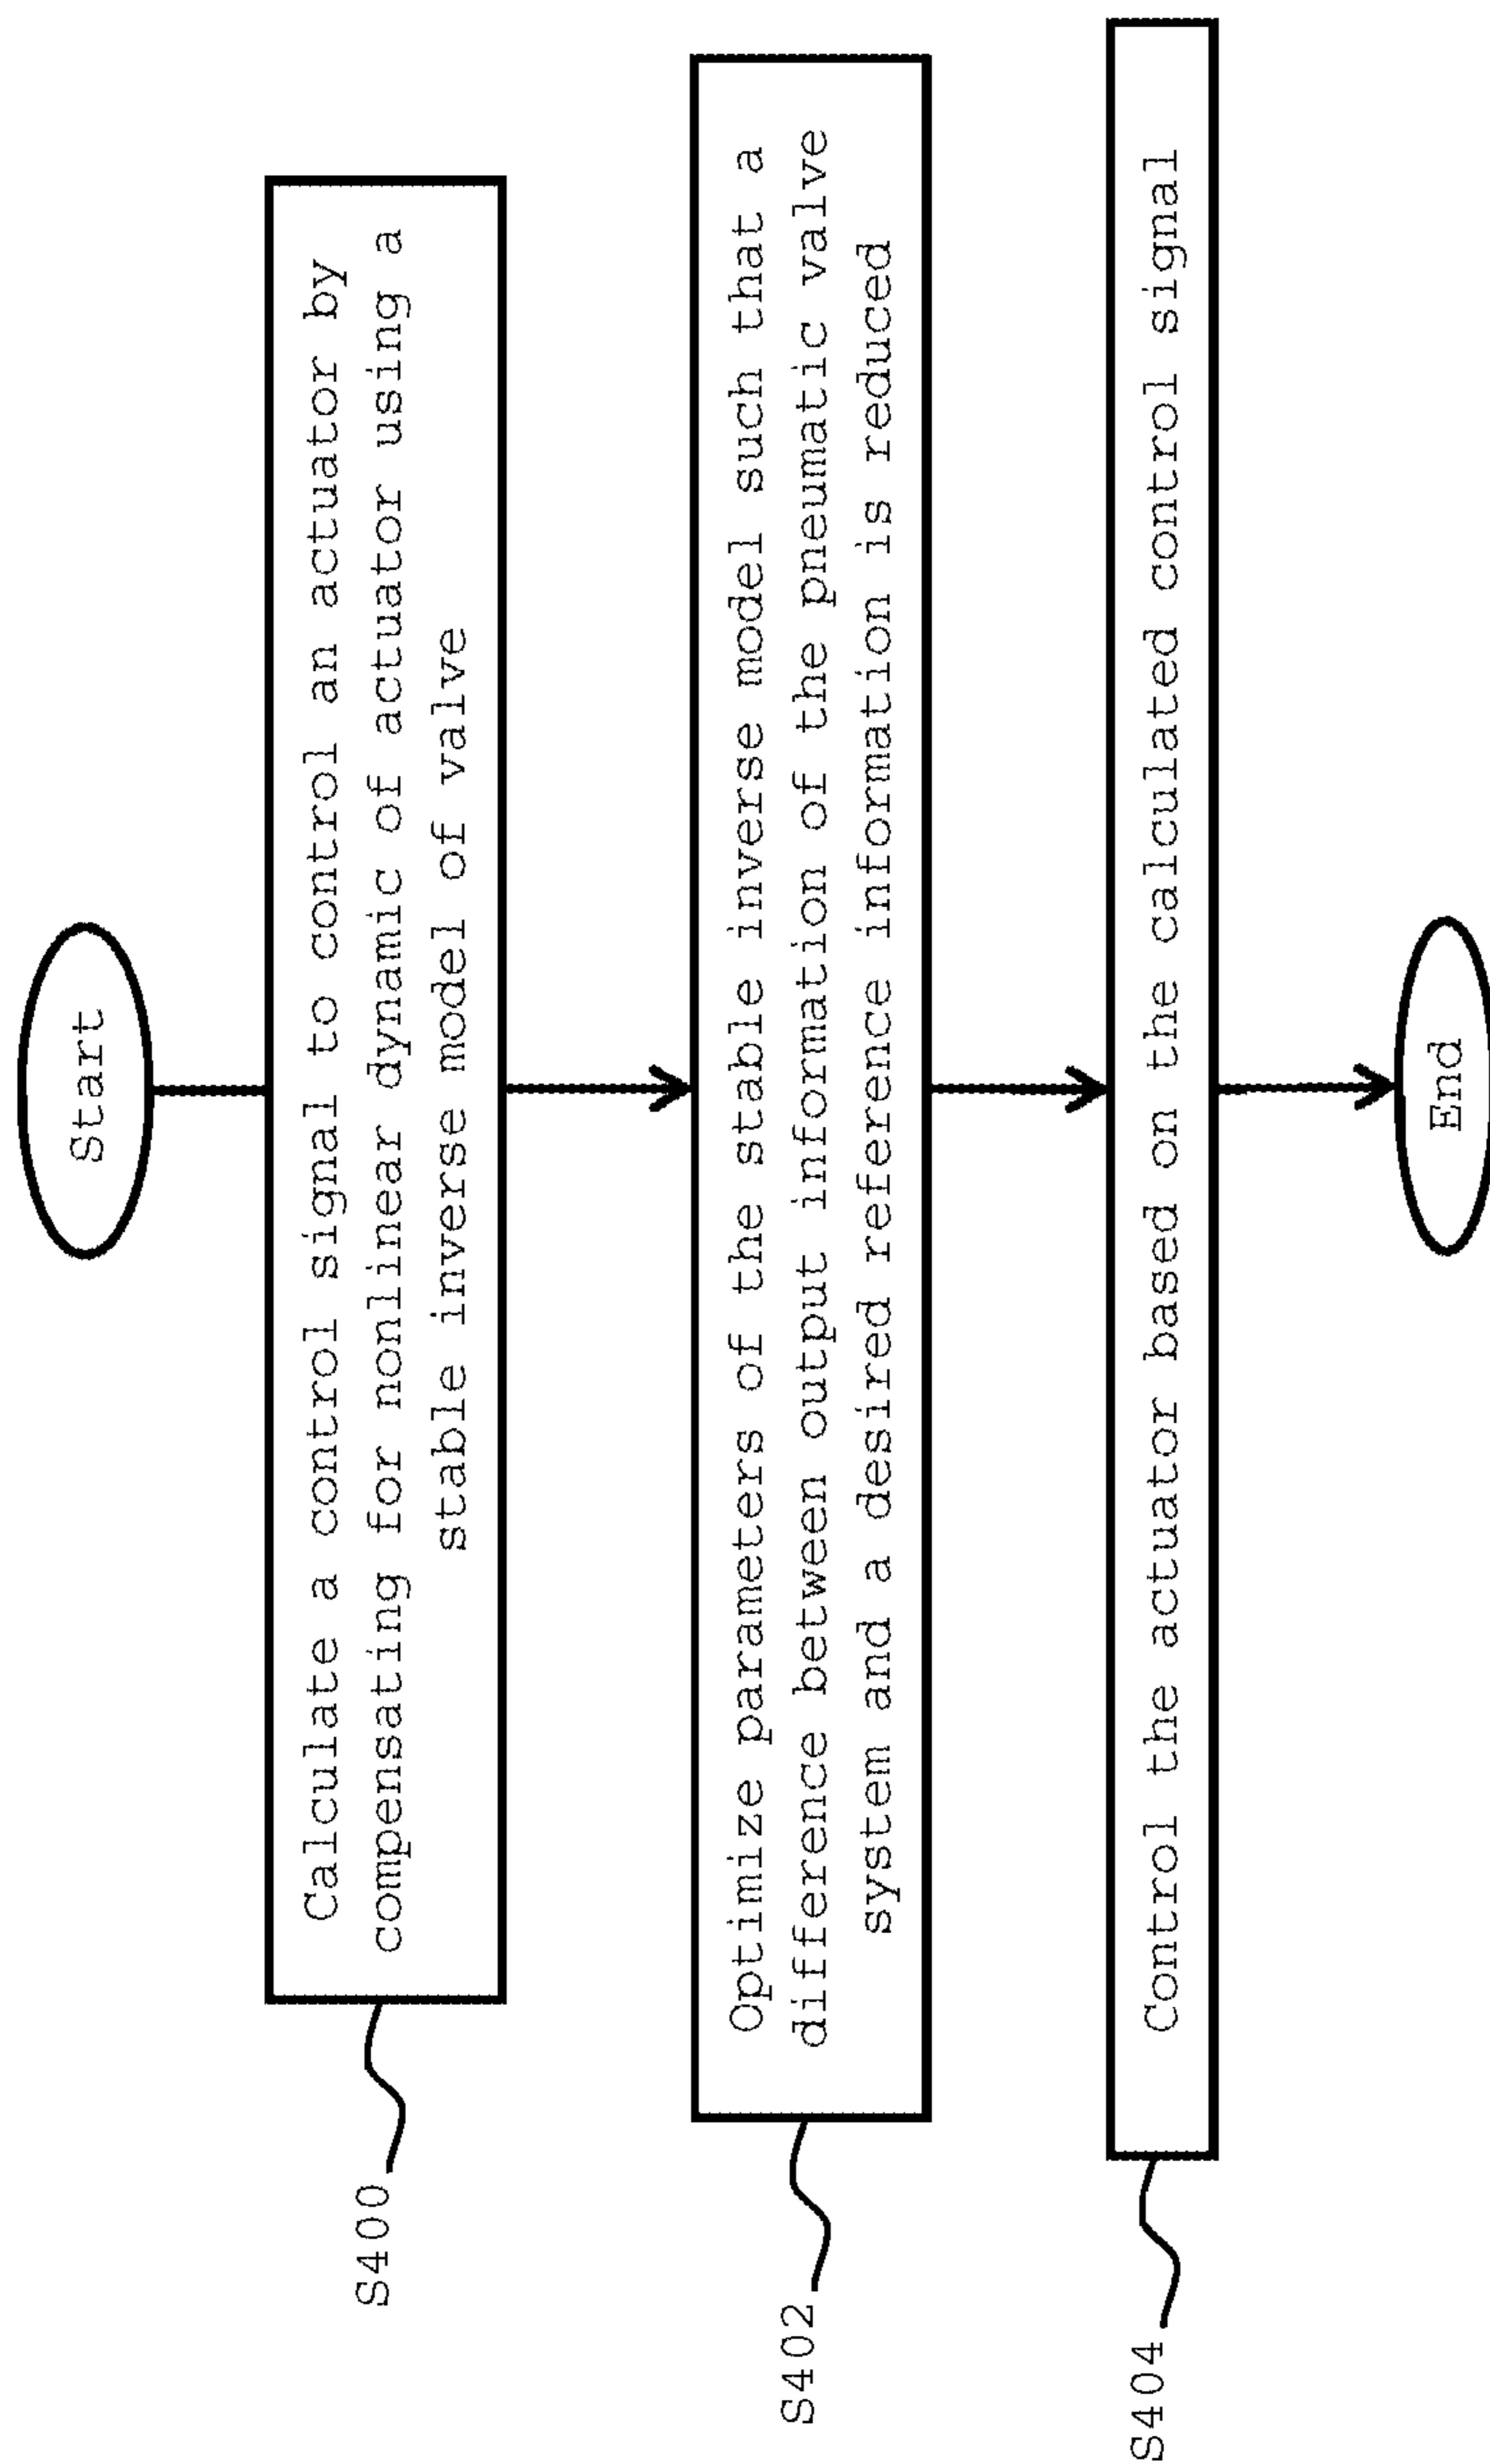 Start
S400
Calculate a control signal to control an actuator by
compensating for nonlinear dynamic of actuator using a
stable inverse model of valve
S402
Optimize parameters of the stable inverse model such that a
difference between output information of the pneumatic valve
system and a desired reference information is reduced
S404
Control the actuator based on the calculated control signal
End